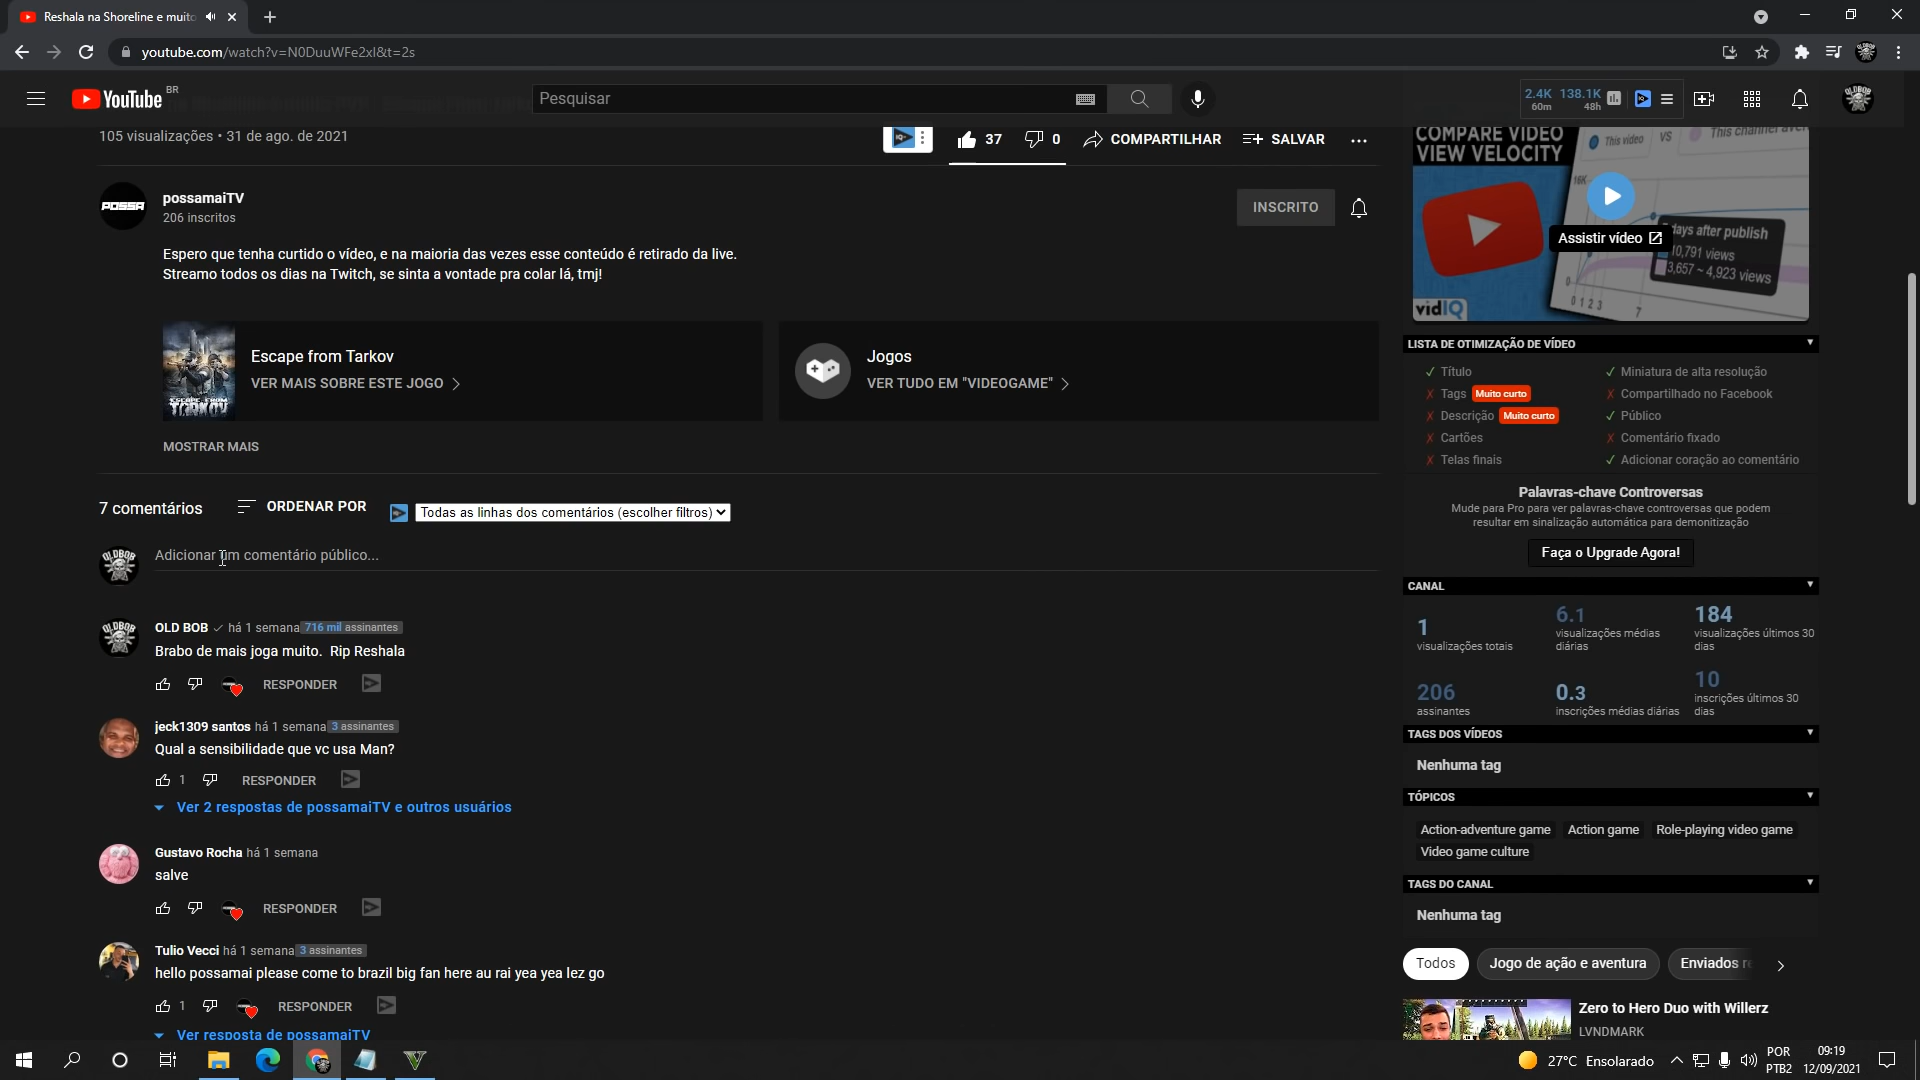 Reshala na Shoreline e muito
youtube.com/watch?v=N0DuuWFe2xI&t=2s
YouTube BR
Pesquisar
2.4K 138.1K
60m 48h
105 visualizações • 31 de ago. de 2021
37
0
COMPARTILHAR
SALVAR
POSSA
possamaiTV
206 inscritos
INSCRITO
Espero que tenha curtido o vídeo, e na maioria das vezes esse conteúdo é retirado da live.
Streamo todos os dias na Twitch, se sinta a vontade pra colar lá, tmj!
ESCAPE FROM
TARKOV
Escape from Tarkov
VER MAIS SOBRE ESTE JOGO
Jogos
VER TUDO EM "VIDEOGAME"
MOSTRAR MAIS
7 comentários
ORDENAR POR
Todas as linhas dos comentários (escolher filtros)
OLDBOB
Adicionar um comentário público...
OLDBOB
OLD BOB há 1 semana 716 mil assinantes
Brabo de mais joga muito. Rip Reshala
RESPONDER
jeck1309 santos há 1 semana 3 assinantes
Qual a sensibilidade que vc usa Man?
1 RESPONDER
Ver 2 respostas de possamaiTV e outros usuários
Gustavo Rocha há 1 semana
salve
RESPONDER
Tulio Vecci há 1 semana 3 assinantes
hello possamai please come to brazil big fan here au rai yea yea lez go
1 RESPONDER
Ver resposta de possamaiTV
COMPARE VIDEO
VIEW VELOCITY
This video VS This channel
16K
Assistir vídeo
days after publish
10,791 views
3,657 ~ 4,923 views
0 1 2 3 7
vidIQ
LISTA DE OTIMIZAÇÃO DE VÍDEO
✓ Título
✓ Miniatura de alta resolução
✗ Tags Muito curto
✗ Compartilhado no Facebook
✗ Descrição Muito curto
✓ Público
✗ Cartões
✗ Comentário fixado
✗ Telas finais
✓ Adicionar coração ao comentário
Palavras-chave Controversas
Mude para Pro para ver palavras-chave controversas que podem
resultar em sinalização automática para demonitização
Faça o Upgrade Agora!
CANAL
1
visualizações totais
6.1
visualizações médias
diárias
184
visualizações últimos 30
dias
206
assinantes
0.3
inscrições médias diárias
10
inscrições últimos 30
dias
TAGS DOS VÍDEOS
Nenhuma tag
TÓPICOS
Action-adventure game Action game Role-playing video game
Video game culture
TAGS DO CANAL
Nenhuma tag
Todos
Jogo de ação e aventura
Enviados re
Zero to Hero Duo with Willerz
LVNDMARK
27°C Ensolarado
POR
PTB2
09:19
12/09/2021